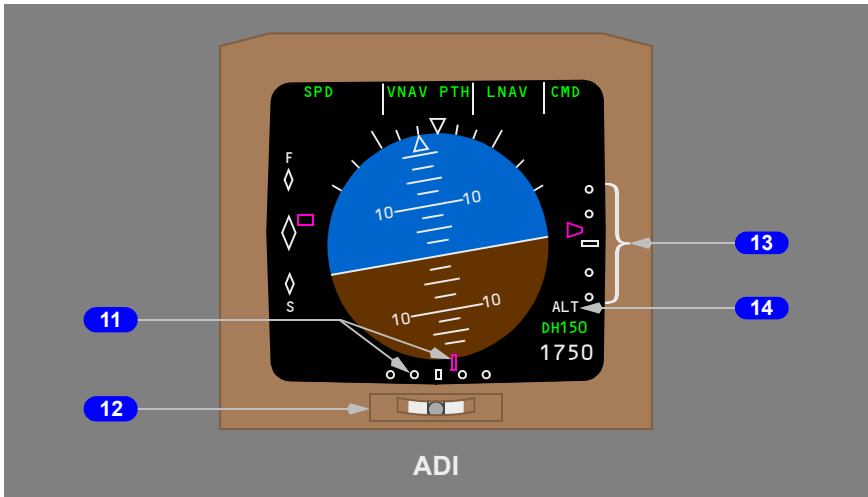 SPD VNAV PTH LNAV CMD
F
10 10
13
S
ALT
14
11
DH150
10 10
1750
12
ADI